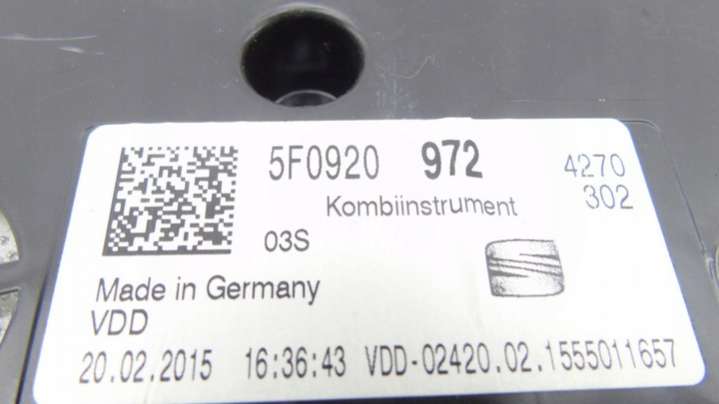 5F0920 972 4270
Kombiinstrument 302
03S
Made in Germany
VDD
20.02.2015 16:36:43 VDD-02420.02.1555011657